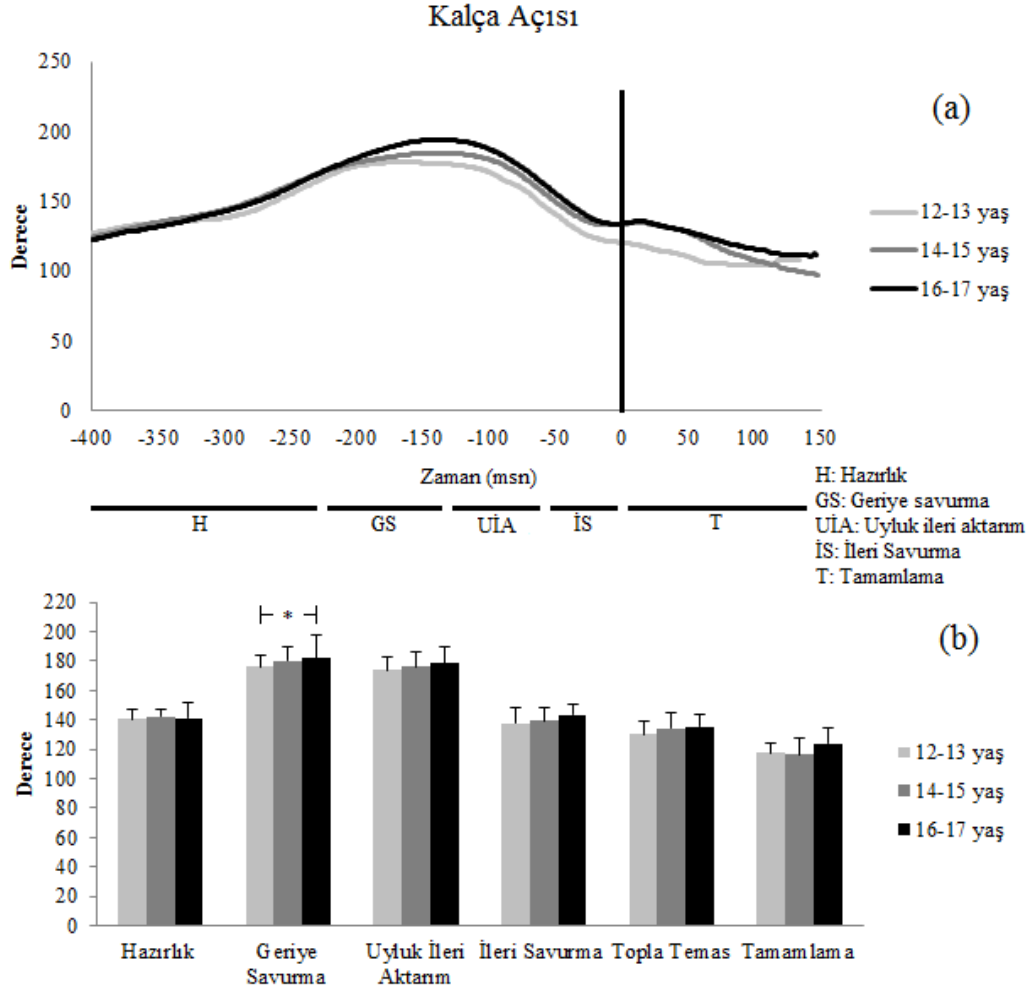 Kalça Açısı
250
200
150
100
50
0
Derece
(a)
12-13 yaş
14-15 yaş
16-17 yaş
-400 -350 -300 -250 -200 -150 -100 -50 0 50 100 150
Zaman (msn)
H GS UİA İS T
H: Hazırlık
GS: Geriye savurma
UİA: Uyluk ileri aktarım
İS: İleri Savurma
T: Tamamlama
220
200
180
160
140
120
100
80
60
40
20
0
Derece
*
(b)
12-13 yaş
14-15 yaş
16-17 yaş
Hazırlık Geriye Uyluk İleri İleri Savurma Topla Temas Tamamlama
Savurma Aktarım